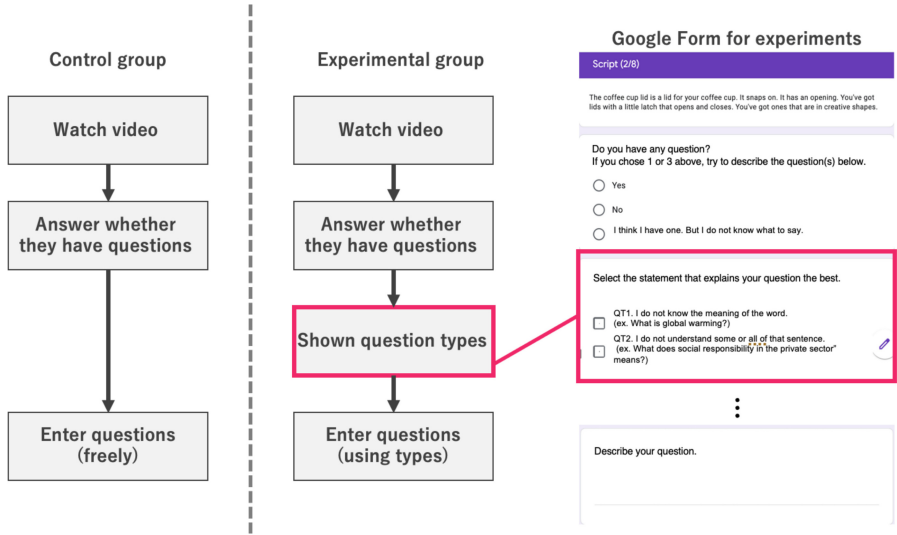 Control group
Watch video
Answer whether
they have questions
Enter questions
(freely)
Experimental group
Watch video
Answer whether
they have questions
Shown question types
Enter questions
(using types)
Google Form for experiments
Script (2/8)
The coffee cup lid is a lid for your coffee cup. It snaps on. It has an opening. You've got
lids with a little latch that opens and closes. You've got ones that are in creative shapes.
Do you have any question?
If you chose 1 or 3 above, try to describe the question(s) below.
Yes
No
I think I have one. But I do not know what to say.
Select the statement that explains your question the best.
QT1. I do not know the meaning of the word.
(ex. What is global warming?)
QT2. I do not understand some or all of that sentence.
(ex. What does social responsibility in the private sector"
means?)
Describe your question.